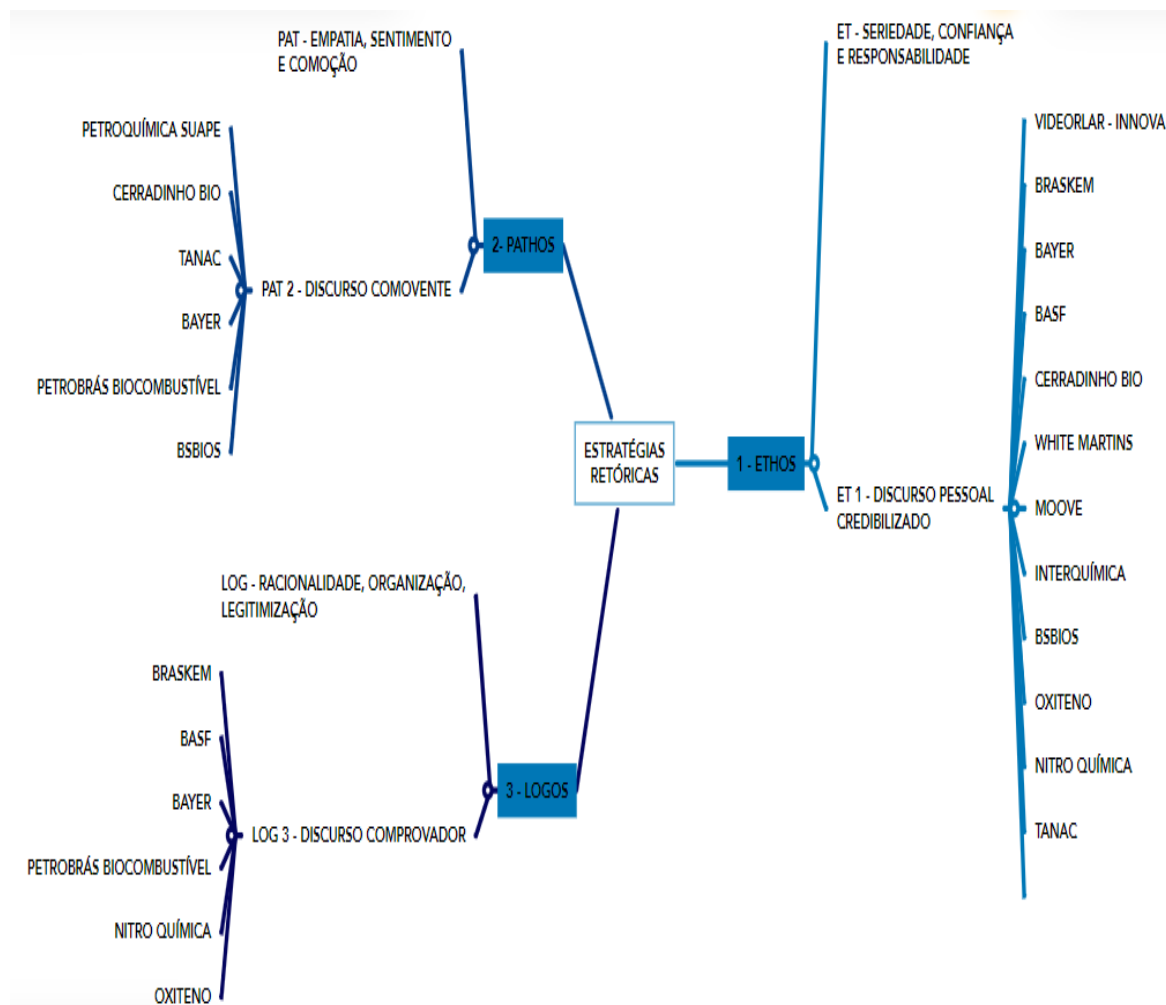 PAT - EMPATIA, SENTIMENTO
E COMOÇÃO
PETROQUÍMICA SUAPE
CERRADINHO BIO
TANAC
BAYER
PETROBRÁS BIOCOMBUSTÍVEL
BSBIOS
PAT 2 - DISCURSO COMOVENTE
2- PATHOS
ESTRATÉGIAS
RETÓRICAS
LOG - RACIONALIDADE, ORGANIZAÇÃO,
LEGITIMIZAÇÃO
BRASKEM
BASF
BAYER
PETROBRÁS BIOCOMBUSTÍVEL
NITRO QUÍMICA
OXITENO
LOG 3 - DISCURSO COMPROVADOR
3 - LOGOS
1 - ETHOS
ET - SERIEDADE, CONFIANÇA
E RESPONSABILIDADE
ET 1 - DISCURSO PESSOAL
CREDIBILIZADO
VIDEORLAR - INNOVA
BRASKEM
BAYER
BASF
CERRADINHO BIO
WHITE MARTINS
MOOVE
INTERQUÍMICA
BSBIOS
OXITENO
NITRO QUÍMICA
TANAC